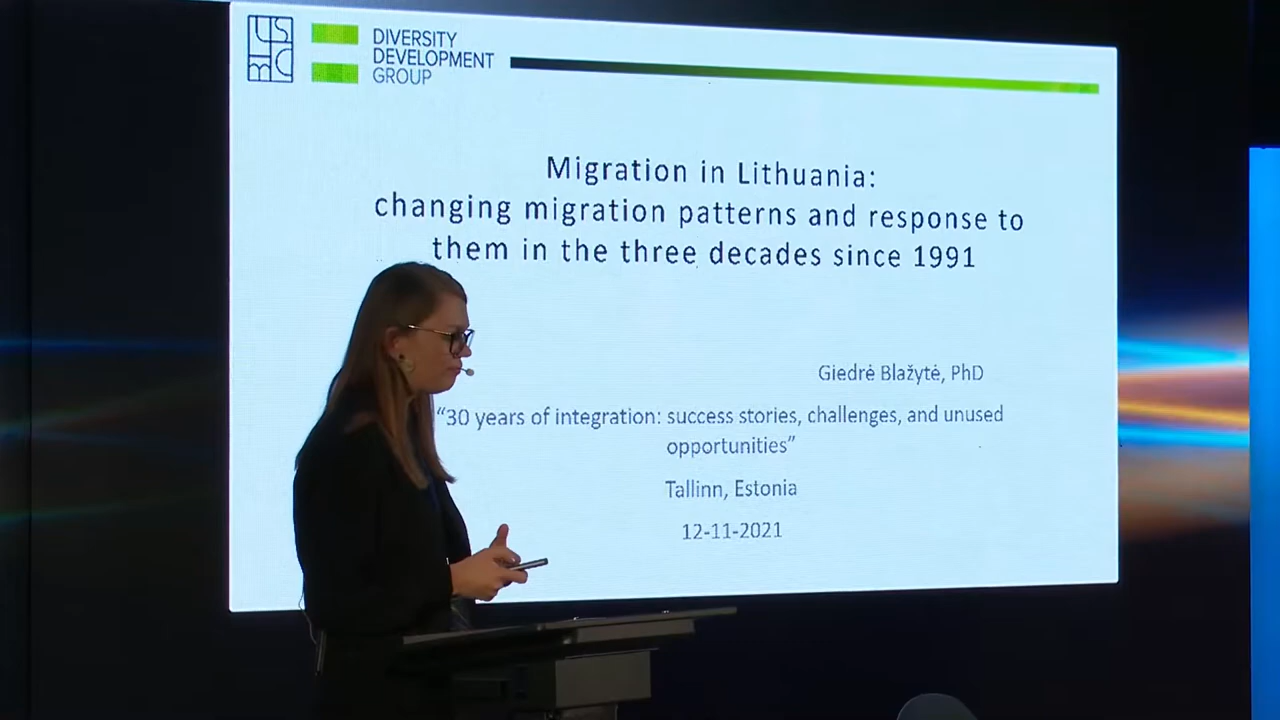 DIVERSITY
DEVELOPMENT
GROUP
Migration in Lithuania:
changing migration patterns and response to
them in the three decades since 1991
Giedrė Blažytė, PhD
“30 years of integration: success stories, challenges, and unused
opportunities”
Tallinn, Estonia
12-11-2021